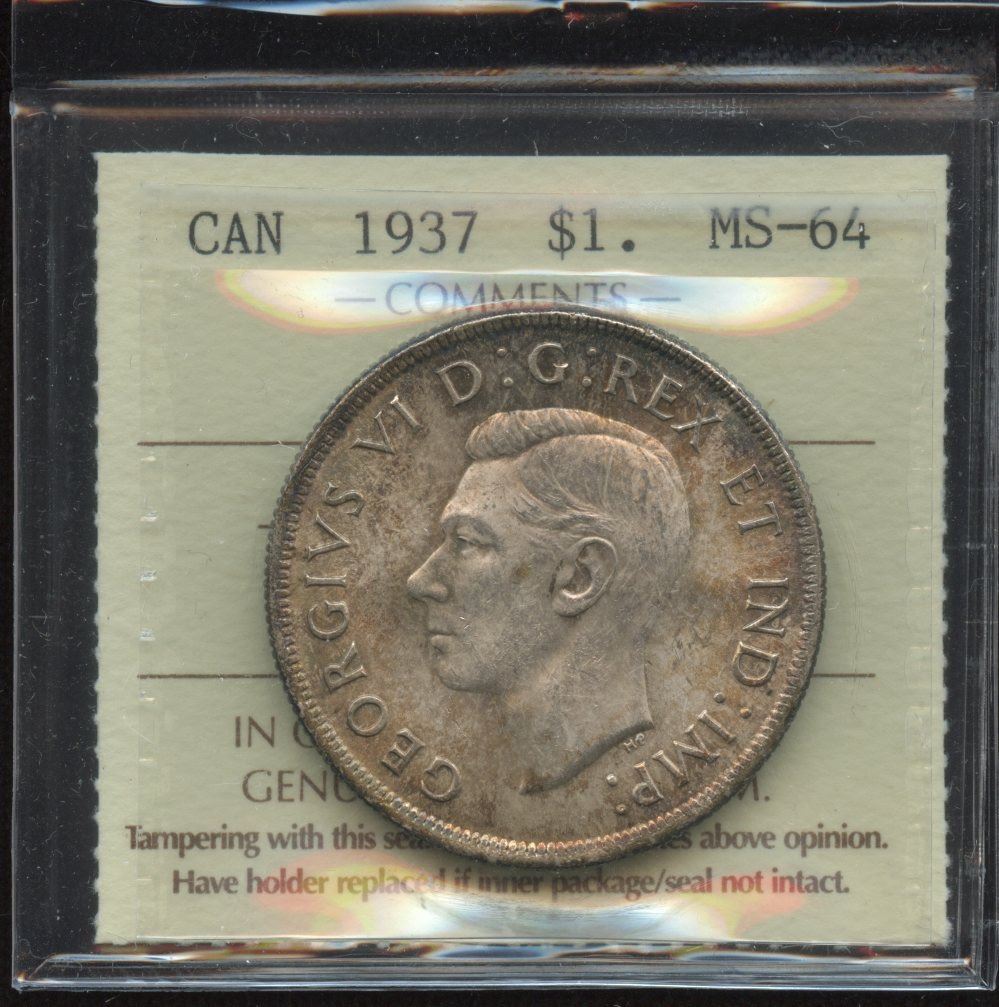 CAN 1937 $1. MS-64
— COMMENTS —
GEORGIVS VI D:G:REX ET IND:IMP:
HP
IN
GENU
Tampering with this sea above opinion.
Have holder replaced if inner package/seal not intact.